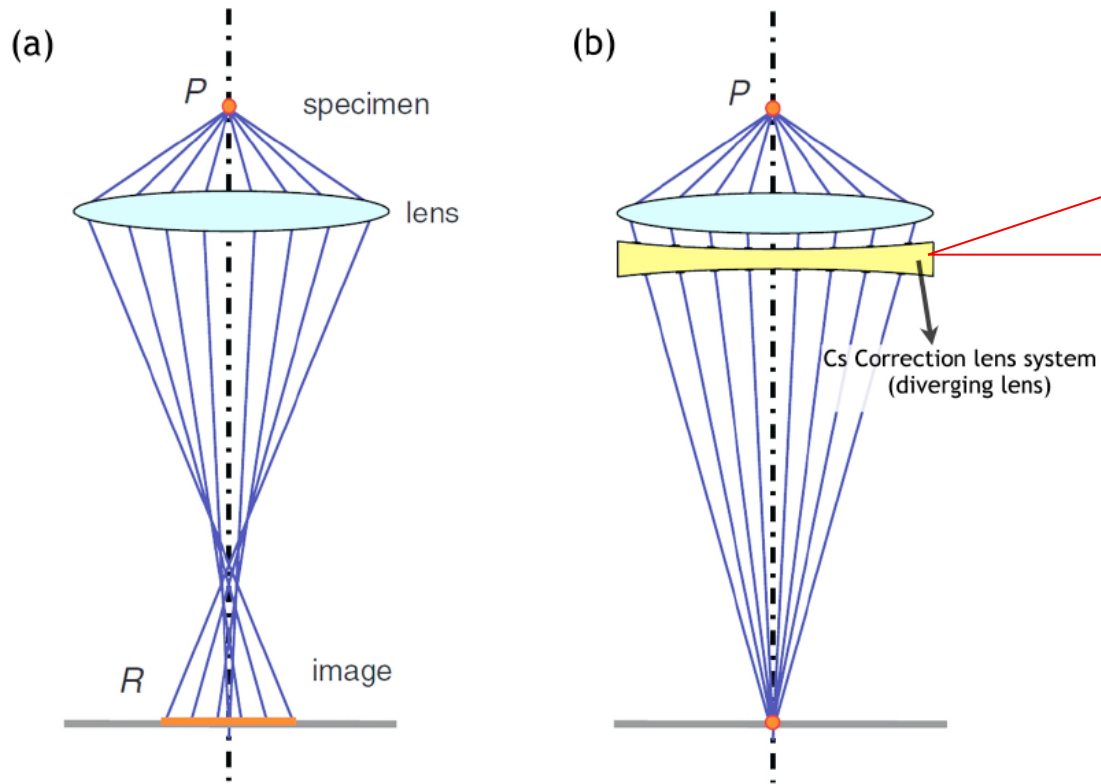 (a)
P
specimen
lens
R
image
(b)
P
Cs Correction lens system
(diverging lens)